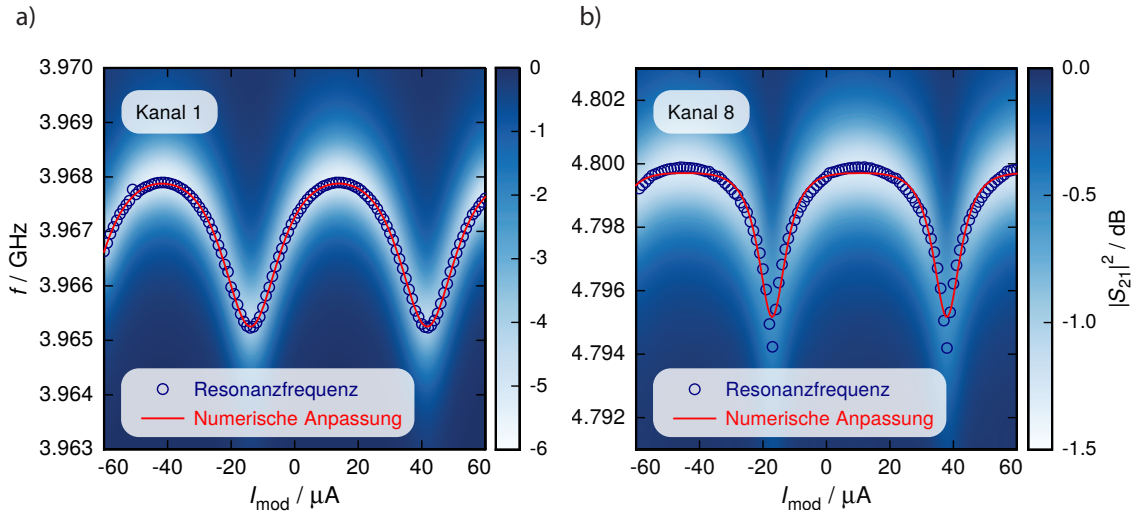 a)
b)
3.970
3.969
3.968
3.967
3.966
3.965
3.964
3.963
f / GHz
Kanal 1
Resonanzfrequenz
Numerische Anpassung
-60 -40 -20 0 20 40 60
I_mod / µA
0
-1
-2
-3
-4
-5
-6
4.802
4.800
4.798
4.796
4.794
4.792
Kanal 8
Resonanzfrequenz
Numerische Anpassung
-60 -40 -20 0 20 40 60
I_mod / µA
0.0
-0.5
-1.0
-1.5
|S_21|^2 / dB